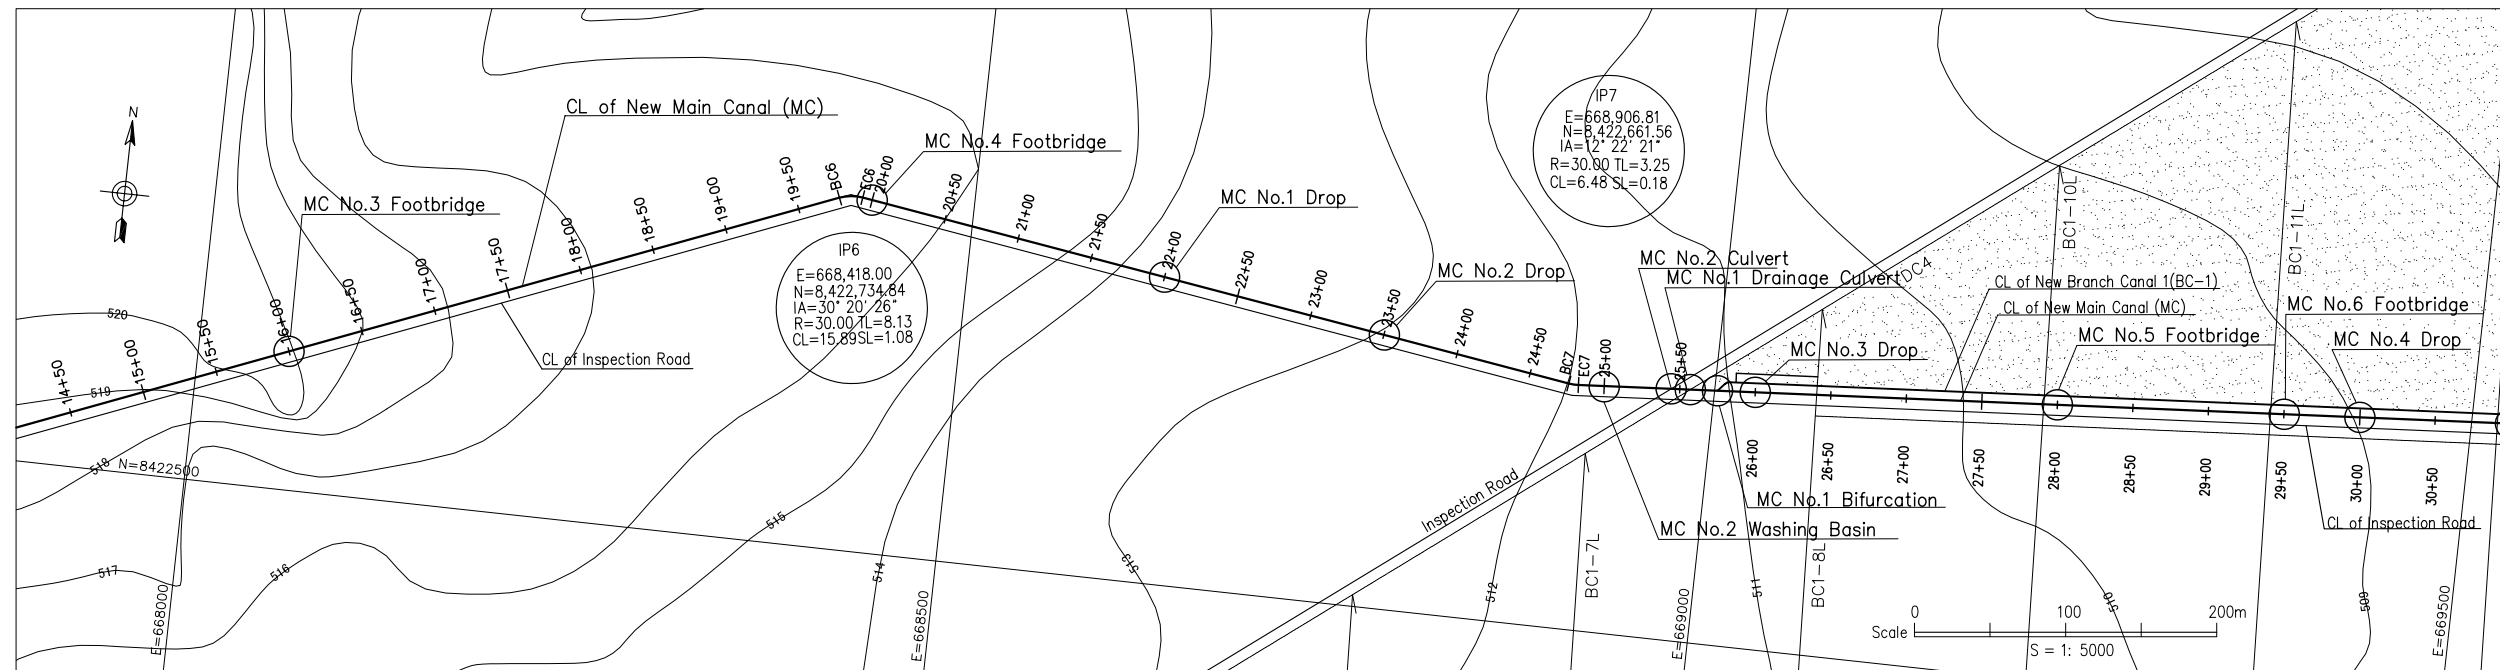 N
CL of New Main Canal (MC)
MC No.4 Footbridge
MC No.3 Footbridge
MC No.1 Drop
MC No.2 Drop
CL of Inspection Road
IP6
E=668,418.00
N=8,422,734.84
IA=30° 20' 26"
R=30.00 TL=8.13
CL=15.89 SL=1.08
IP7
E=668,906.81
N=8,422,661.56
IA=12° 22' 21"
R=30.00 TL=3.25
CL=6.48 SL=0.18
MC No.2 Culvert
MC No.1 Drainage Culvert
DC4
CL of New Branch Canal 1(BC-1)
CL of New Main Canal (MC)
MC No.6 Footbridge
MC No.5 Footbridge
MC No.3 Drop
MC No.4 Drop
14+50
15+00
15+50
16+00
16+50
17+00
17+50
18+00
18+50
19+00
19+50
BC6
EC6
20+00
20+50
21+00
21+50
22+00
22+50
23+00
23+50
24+00
24+50
BC7
EC7
25+00
25+50
26+00
26+50
27+00
27+50
28+00
28+50
29+00
29+50
30+00
30+50
MC No.1 Bifurcation
MC No.2 Washing Basin
CL of Inspection Road
Inspection Road
BC1-7L
BC1-8L
BC1-10L
BC1-11L
520
519
518
517
516
515
514
513
512
511
510
509
N=8422500
E=668000
E=668500
E=669000
E=669500
0 100 200m
Scale
S = 1: 5000